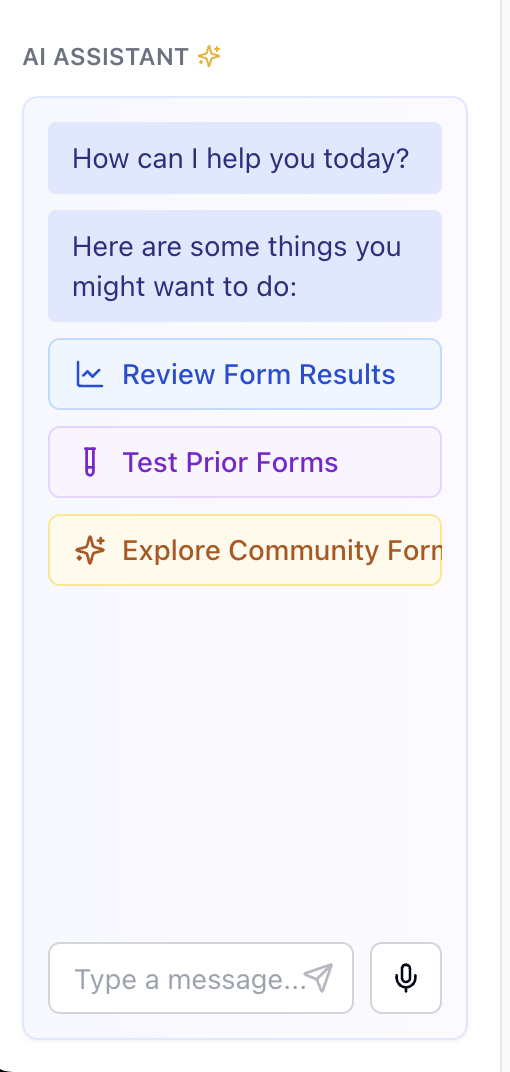 AI ASSISTANT
How can I help you today?
Here are some things you
might want to do:
Review Form Results
Test Prior Forms
Explore Community
Type a message...